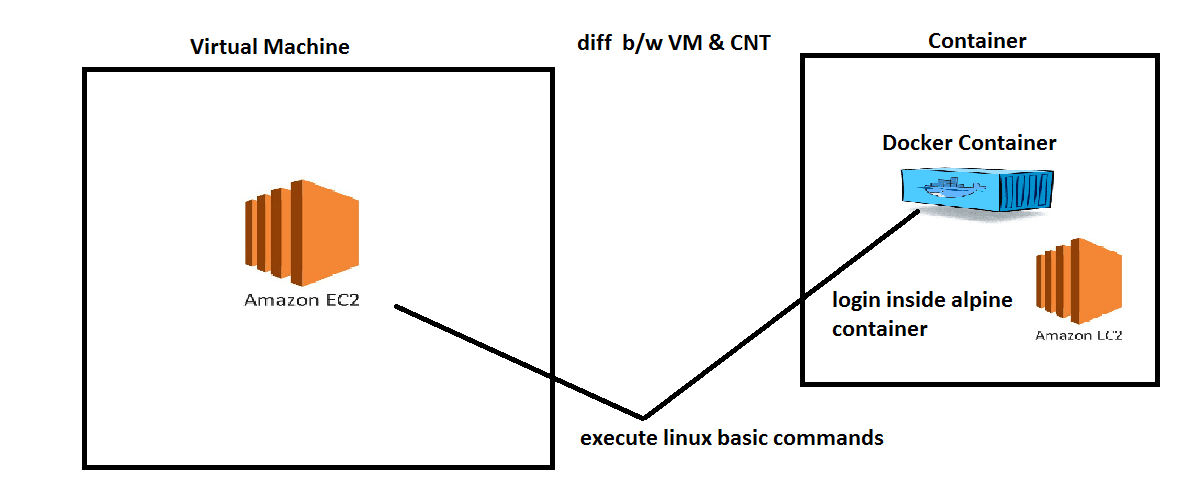 Virtual Machine
diff b/w VM & CNT
Container
Amazon EC2
Docker Container
login inside alpine
container
Amazon EC2
execute linux basic commands